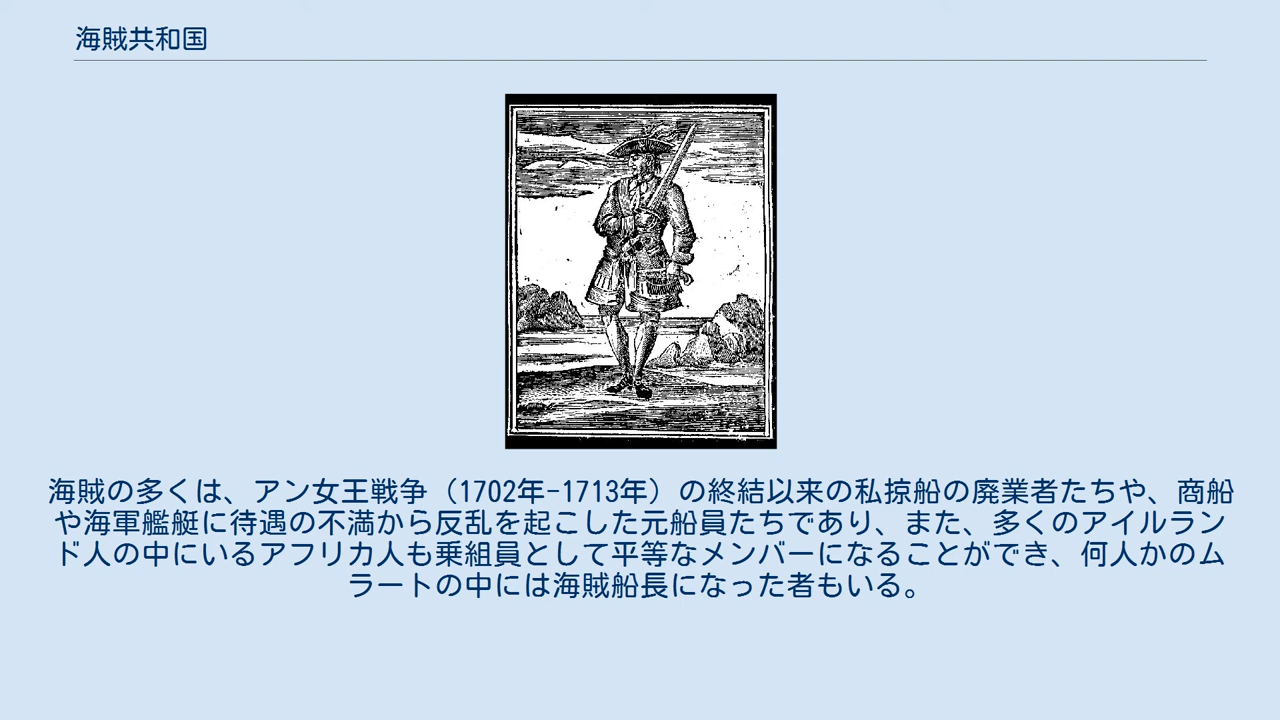 海賊共和国
海賊の多くは、アン女王戦争（1702年-1713年）の終結以来の私掠船の廃業者たちや、商船
や海軍艦艇に待遇の不満から反乱を起こした元船員たちであり、また、多くのアイルラン
ド人の中にいるアフリカ人も乗組員として平等なメンバーになることができ、何人かのム
ラートの中には海賊船長になった者もいる。